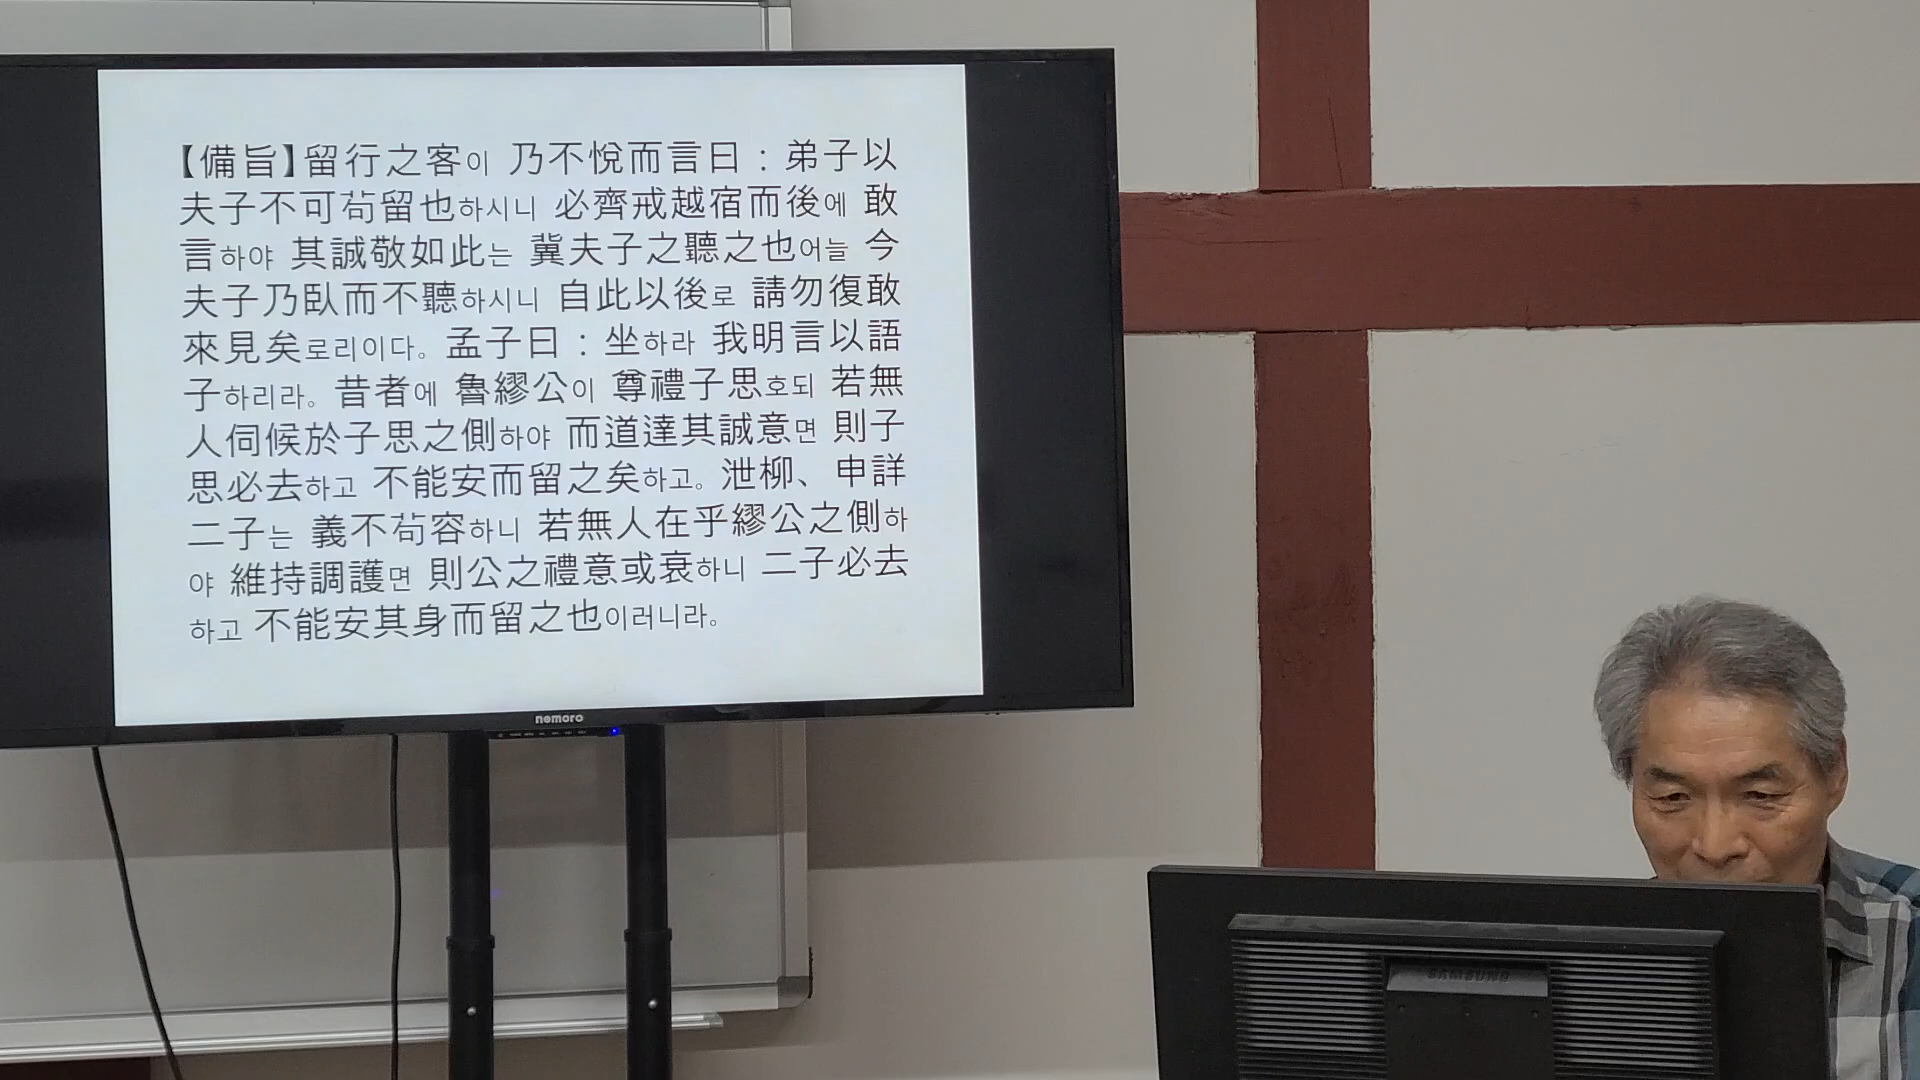 【備旨】留行之客이 乃不悅而言曰：弟子以
夫子不可茍留也하시니 必齊戒越宿而後에 敢
言하야 其誠敬如此는 冀夫子之聽之也어늘 今
夫子乃臥而不聽하시니 自此以後로 請勿復敢
來見矣로리이다。孟子曰：坐하라 我明言以語
子하리라。昔者에 魯繆公이 尊禮子思호되 若無
人伺候於子思之側하야 而道達其誠意면 則子
思必去하고 不能安而留之矣하고。泄柳、申詳
二子는 義不茍容하니 若無人在乎繆公之側하
야 維持調護면 則公之禮意或衰하니 二子必去
하고 不能安其身而留之也이러니라。
nemoro
SAMSUNG